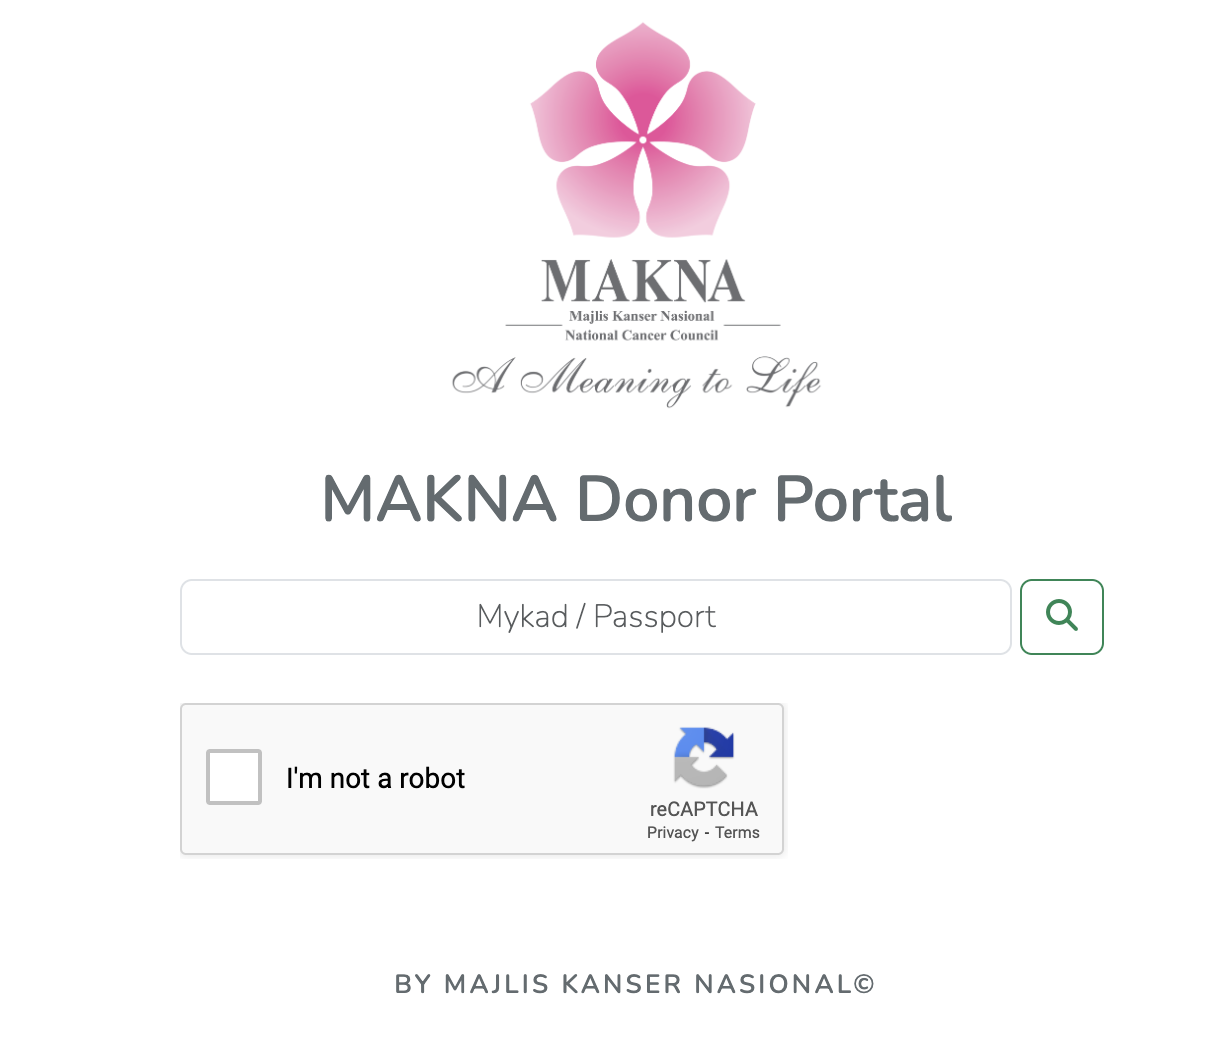 MAKNA
Majlis Kanser Nasional
National Cancer Council
A Meaning to Life
MAKNA Donor Portal
Mykad / Passport
I'm not a robot
reCAPTCHA
Privacy - Terms
BY MAJLIS KANSER NASIONAL©